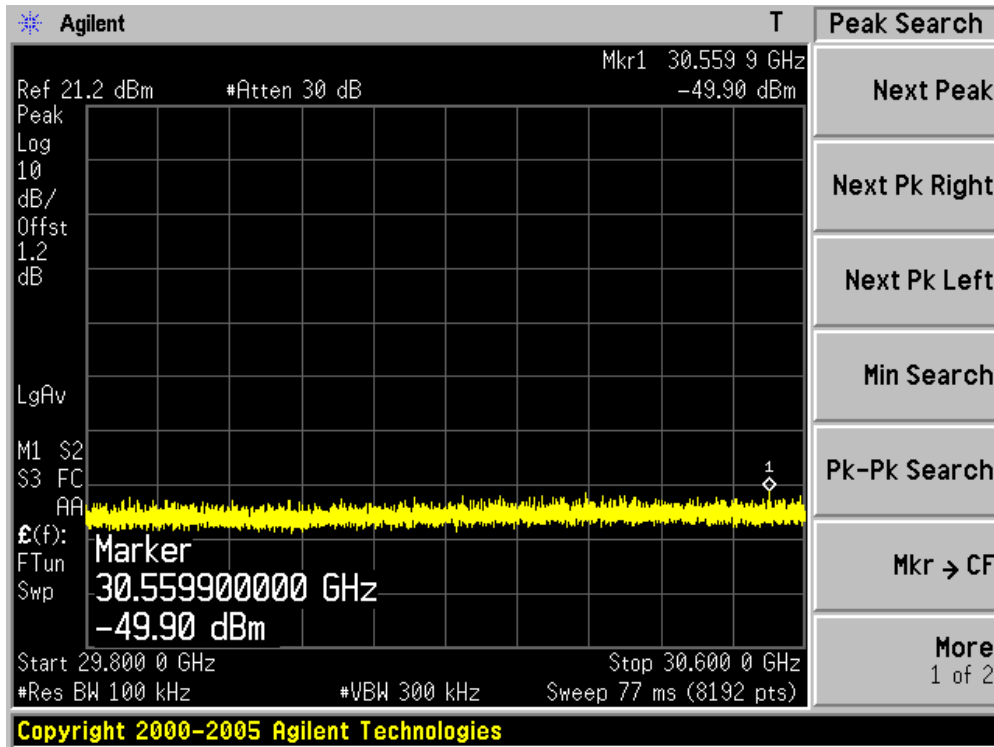 Agilent T Peak Search
Mkr1 30.559 9 GHz
Ref 21.2 dBm #Atten 30 dB -49.90 dBm
Peak
Log
10
dB/
Offst
1.2
dB
LgAv
M1 S2
S3 FC
AA
£(f):
FTun
Swp
1
Marker
30.559900000 GHz
-49.90 dBm
Start 29.800 0 GHz Stop 30.600 0 GHz
#Res BW 100 kHz #VBW 300 kHz Sweep 77 ms (8192 pts)
Next Peak
Next Pk Right
Next Pk Left
Min Search
Pk-Pk Search
Mkr → CF
More
1 of 2
Copyright 2000-2005 Agilent Technologies